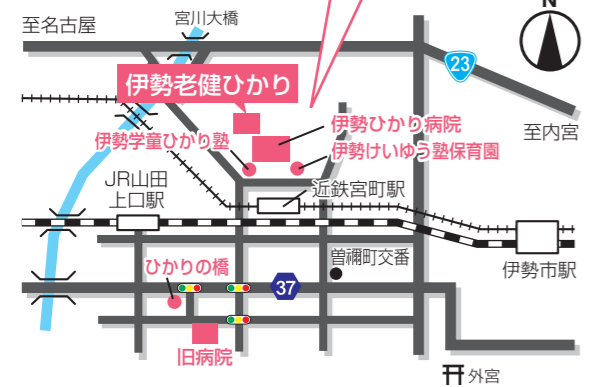 至名古屋
宮川大橋
N
23
伊勢老健ひかり
伊勢ひかり病院
至内宮
伊勢学童ひかり塾
伊勢けいゆう塾保育園
JR山田
上口駅
近鉄宮町駅
曽禰町交番
伊勢市駅
ひかりの橋
37
旧病院
外宮